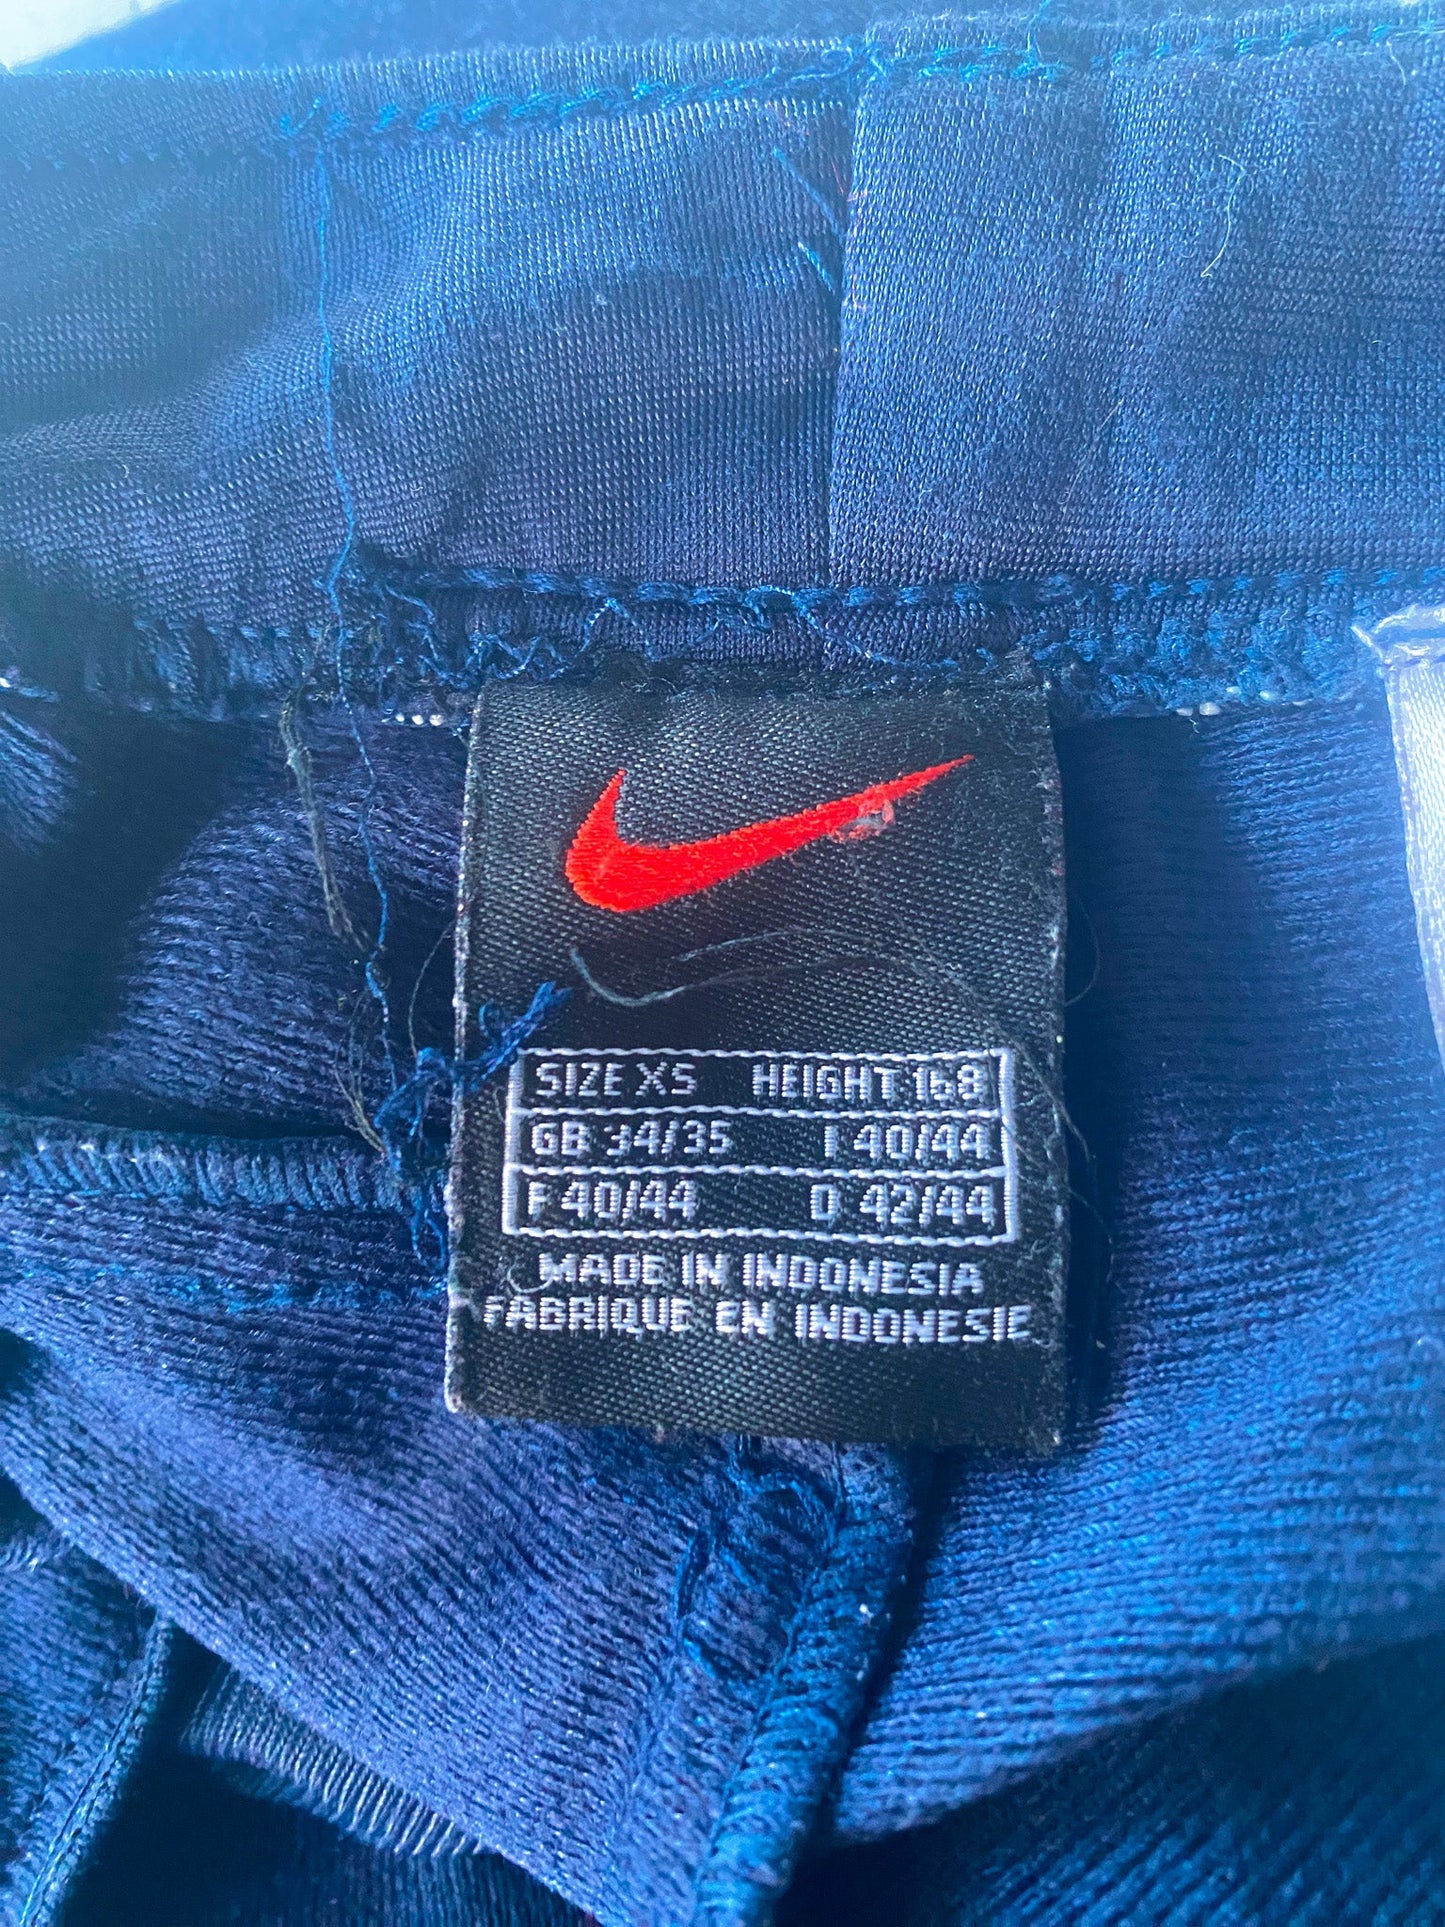 SIZE XS HEIGHT 168
GB 34/35 I 40/44
F 40/44 D 42/44
MADE IN INDONESIA
FABRIQUE EN INDONESIE